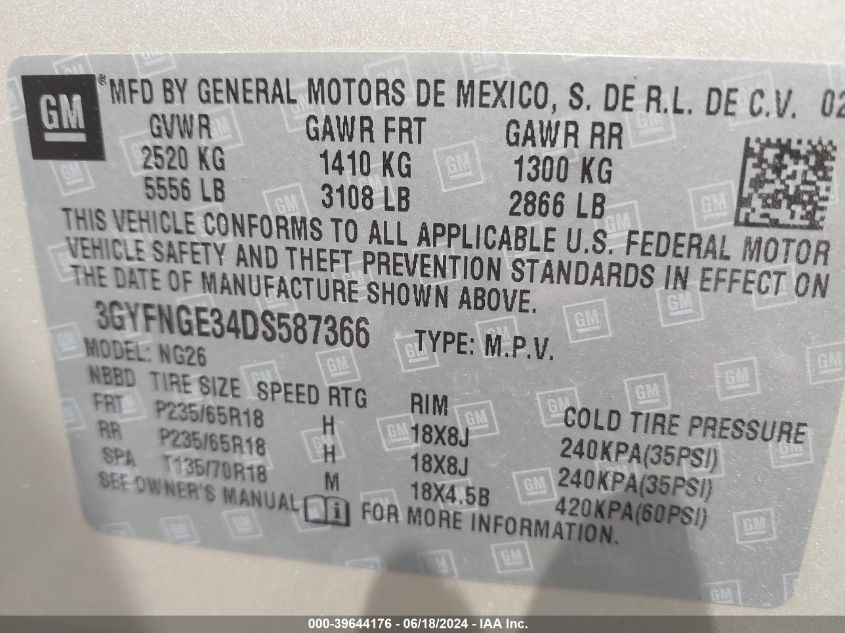 GM ® MFD BY GENERAL MOTORS DE MEXICO, S. DE R.L. DE C.V. 02
GVWR GAWR FRT GAWR RR
2520 KG 1410 KG 1300 KG
5556 LB 3108 LB 2866 LB
THIS VEHICLE CONFORMS TO ALL APPLICABLE U.S. FEDERAL MOTOR
VEHICLE SAFETY AND THEFT PREVENTION STANDARDS IN EFFECT ON
THE DATE OF MANUFACTURE SHOWN ABOVE.
3GYFNGE34DS587366 TYPE: M.P.V.
MODEL: NG26
NBBD TIRE SIZE SPEED RTG RIM COLD TIRE PRESSURE
FRT P235/65R18 H 18X8J 240KPA(35PSI)
RR P235/65R18 H 18X8J 240KPA(35PSI)
SPA T135/70R18 M 18X4.5B 420KPA(60PSI)
SEE OWNER'S MANUAL i FOR MORE INFORMATION.
000-39644176 - 06/18/2024 - IAA Inc.